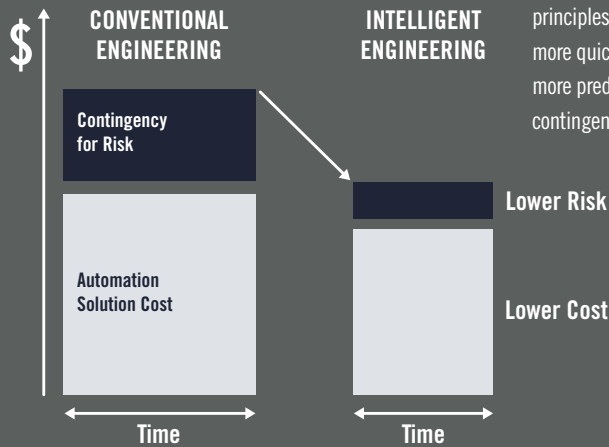 $
CONVENTIONAL
ENGINEERING
INTELLIGENT
ENGINEERING
principles
more quic
more pred
contingen
Contingency
for Risk
Lower Risk
Automation
Solution Cost
Lower Cost
Time
Time